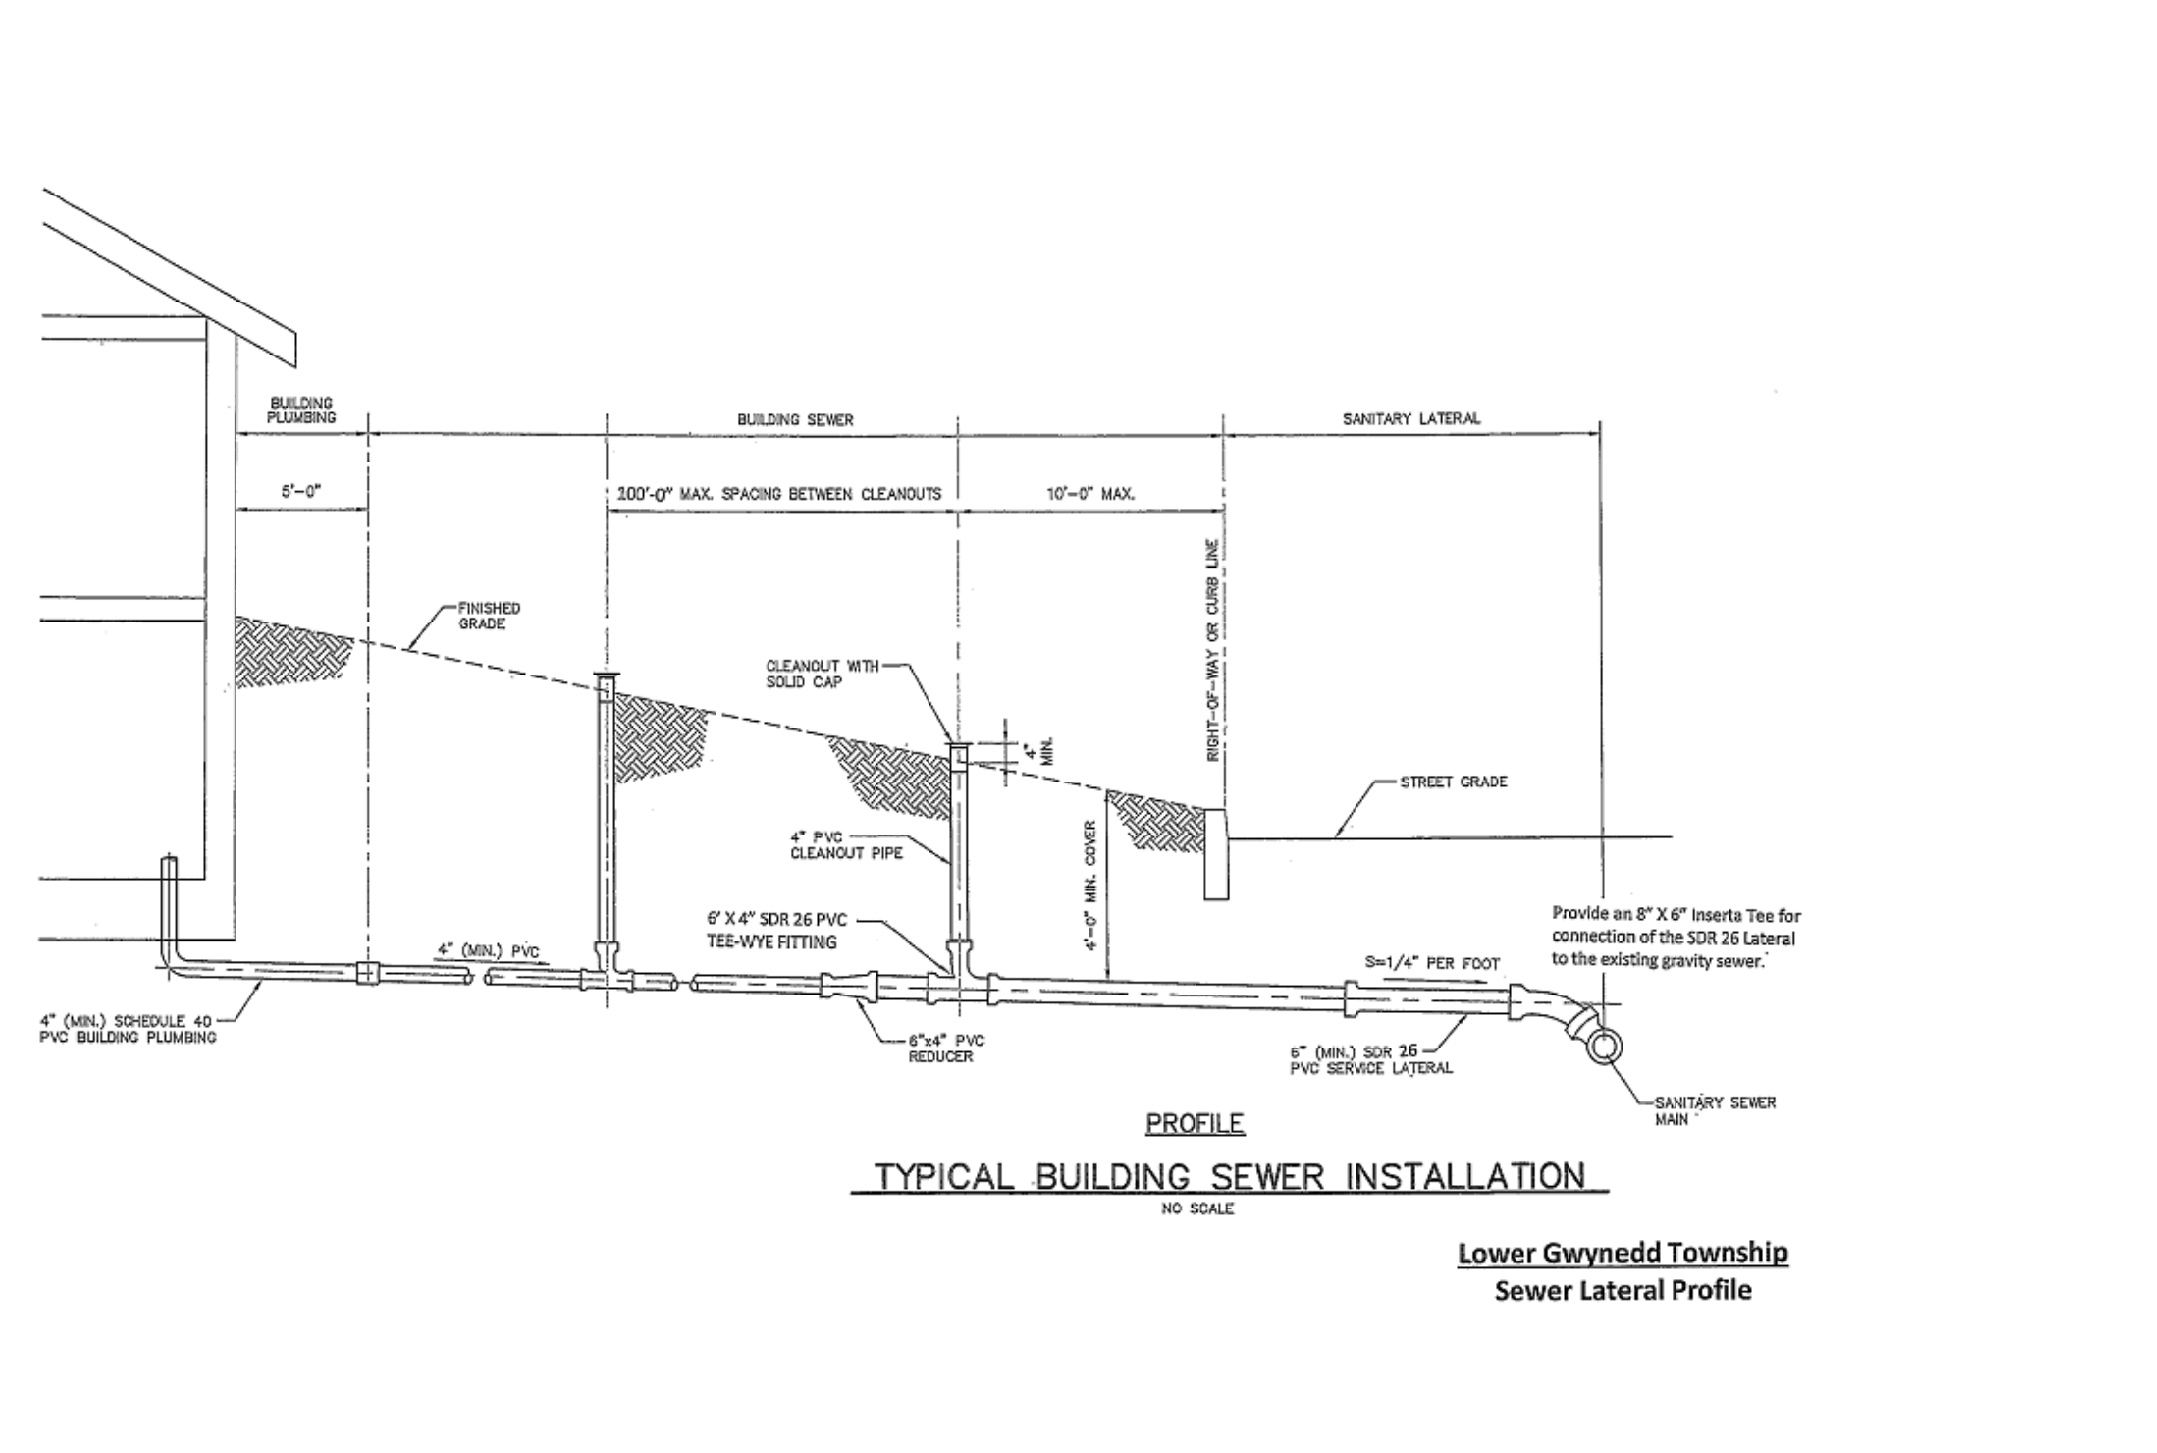 BUILDING
PLUMBING
BUILDING SEWER
SANITARY LATERAL
5'-0"
100'-0" MAX. SPACING BETWEEN CLEANOUTS
10'-0" MAX.
RIGHT-OF-WAY OR CURB LINE
FINISHED
GRADE
CLEANOUT WITH
SOLID CAP
4"
MIN.
STREET GRADE
4" PVC
CLEANOUT PIPE
4'-0" MIN. COVER
6' X 4" SDR 26 PVC
TEE-WYE FITTING
Provide an 8" X 6" Inserta Tee for
connection of the SDR 26 Lateral
to the existing gravity sewer.
4" (MIN.) PVC
S=1/4" PER FOOT
4" (MIN.) SCHEDULE 40
PVC BUILDING PLUMBING
6"x4" PVC
REDUCER
6" (MIN.) SDR 26
PVC SERVICE LATERAL
SANITARY SEWER
MAIN
PROFILE
TYPICAL BUILDING SEWER INSTALLATION
NO SCALE
Lower Gwynedd Township
Sewer Lateral Profile